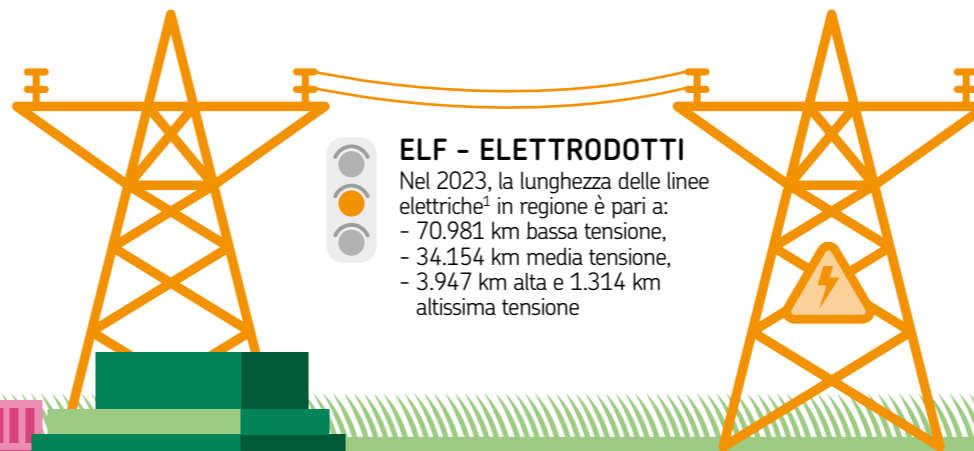 ELF - ELETTRODOTTI
Nel 2023, la lunghezza delle linee
elettriche¹ in regione è pari a:
- 70.981 km bassa tensione,
- 34.154 km media tensione,
- 3.947 km alta e 1.314 km
altissima tensione